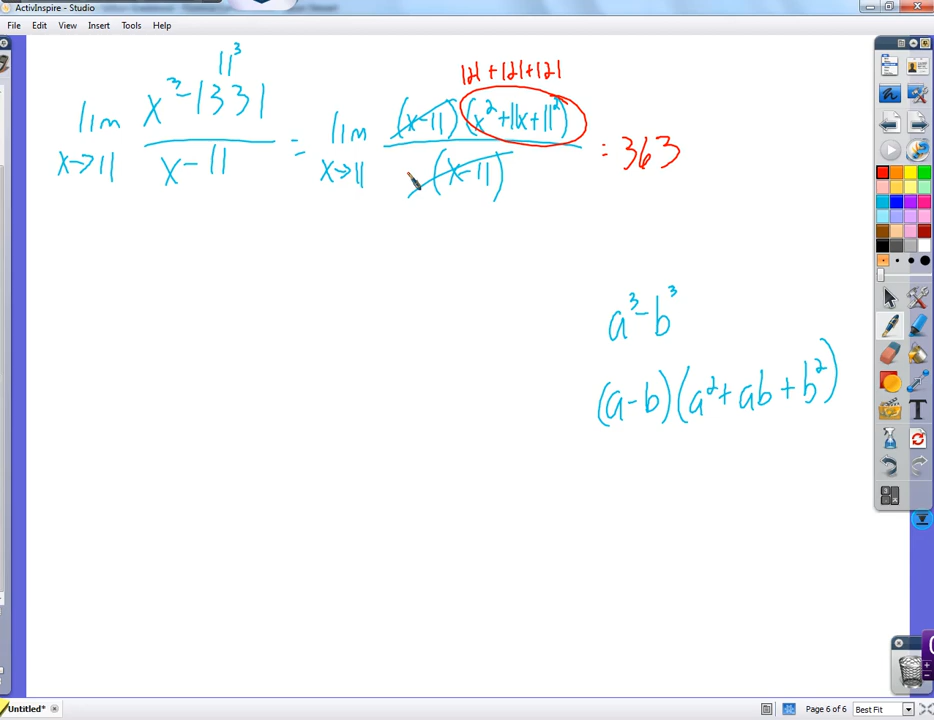 ActivInspire - Studio
File Edit View Insert Tools Help
lim x→11 (x³-1331)/(x-11) = lim x→11 (x-11)(x²+11x+11²)/(x-11) = 363
11³
121+121+121
a³-b³
(a-b)(a²+ab+b²)
Untitled*
Page 6 of 6
Best Fit